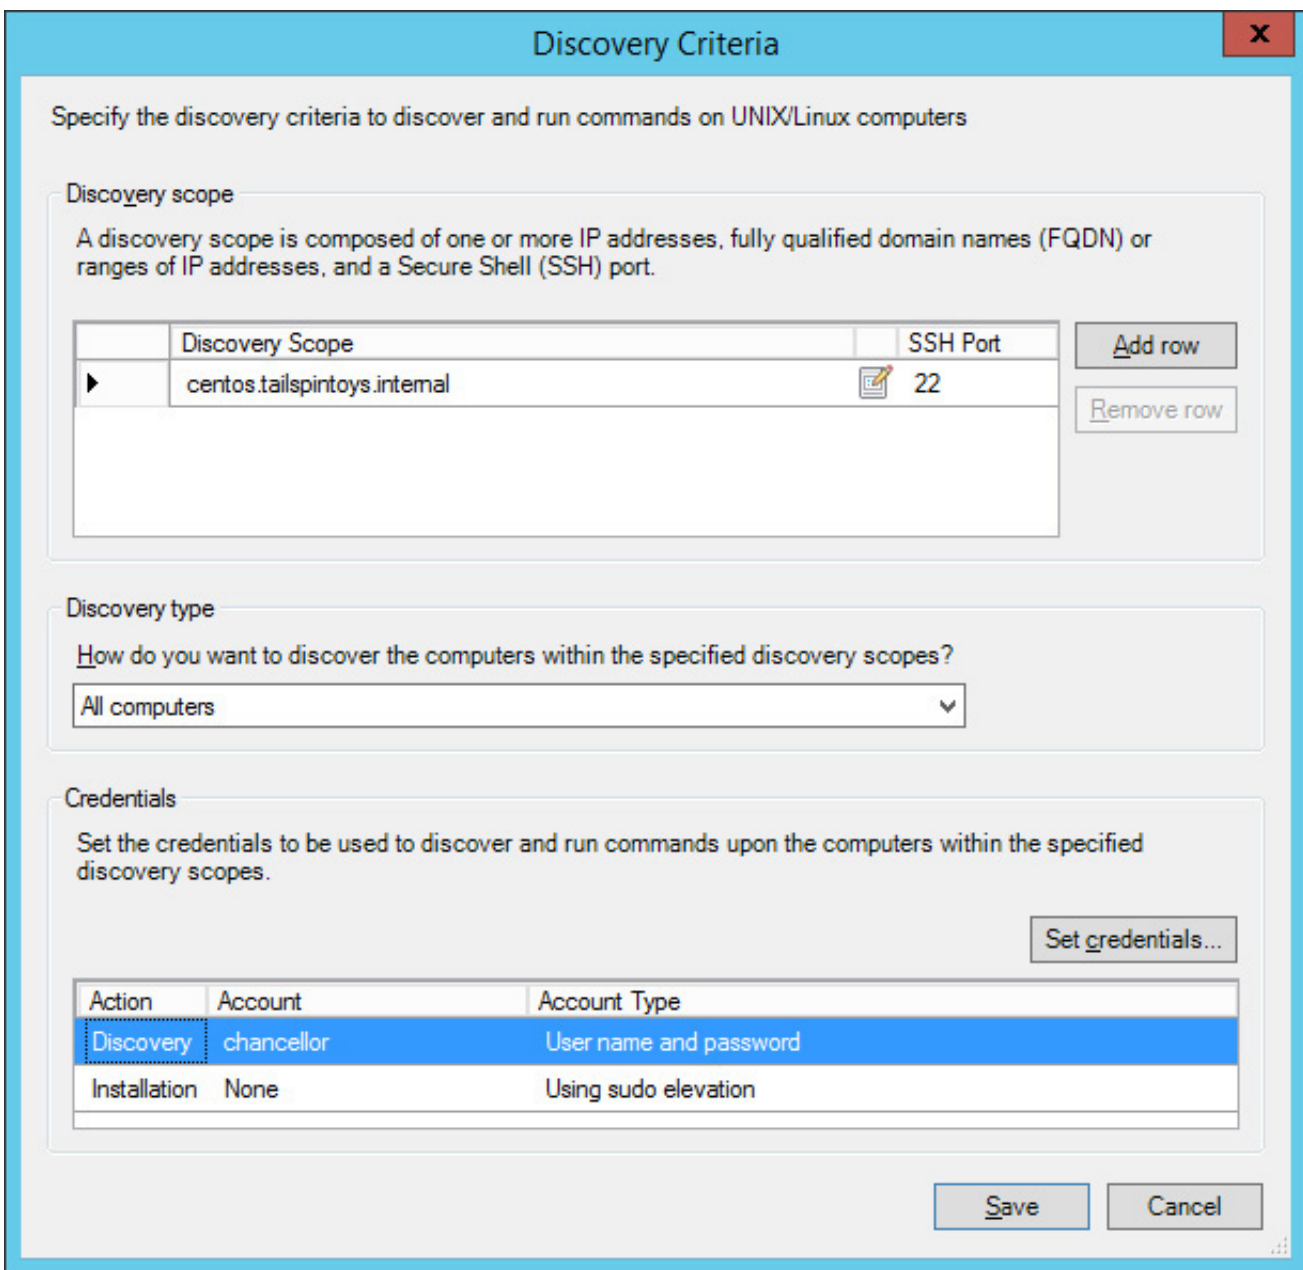 Discovery Criteria
x
Specify the discovery criteria to discover and run commands on UNIX/Linux computers
Discovery scope
A discovery scope is composed of one or more IP addresses, fully qualified domain names (FQDN) or
ranges of IP addresses, and a Secure Shell (SSH) port.
Discovery Scope SSH Port
Add row
centos.tailspintoys.internal 22
Remove row
Discovery type
How do you want to discover the computers within the specified discovery scopes?
All computers
Credentials
Set the credentials to be used to discover and run commands upon the computers within the specified
discovery scopes.
Set credentials...
Action Account Account Type
Discovery chancellor User name and password
Installation None Using sudo elevation
Save Cancel